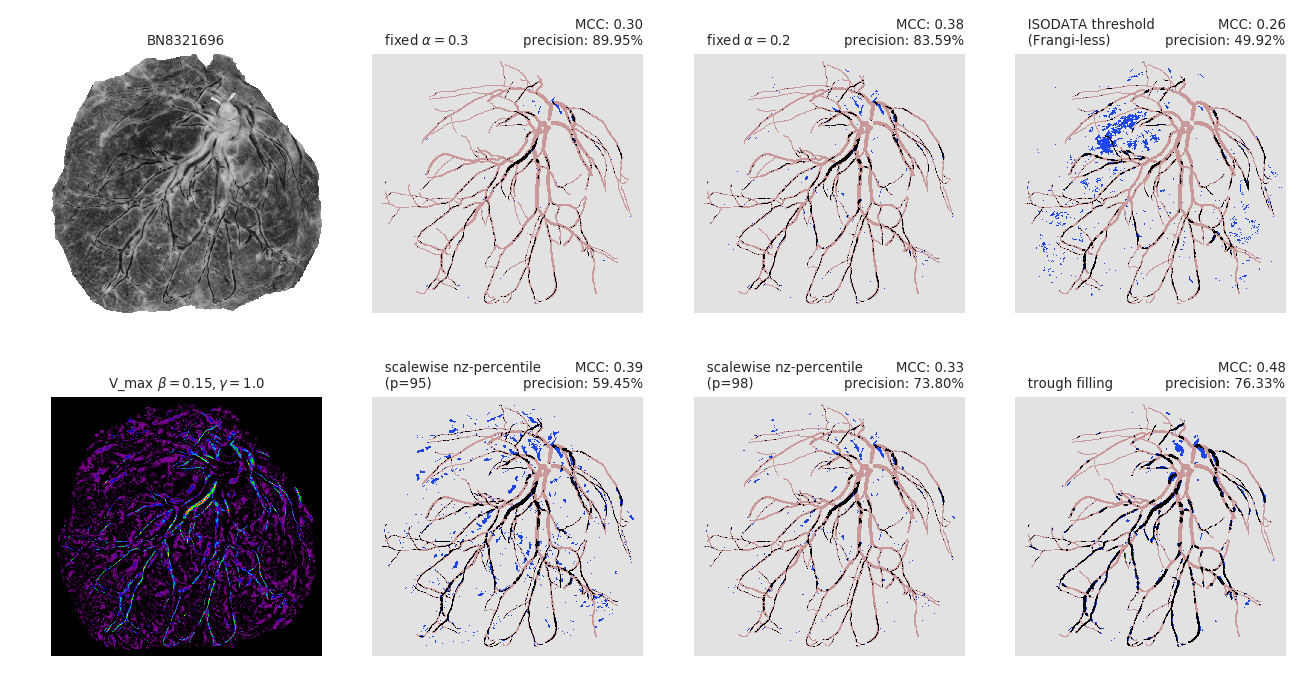 BN8321696
MCC: 0.30
fixed α = 0.3 precision: 89.95%
MCC: 0.38
fixed α = 0.2 precision: 83.59%
ISODATA threshold MCC: 0.26
(Frangi-less) precision: 49.92%
V_max β = 0.15, γ = 1.0
scalewise nz-percentile MCC: 0.39
(p=95) precision: 59.45%
scalewise nz-percentile MCC: 0.33
(p=98) precision: 73.80%
MCC: 0.48
trough filling precision: 76.33%